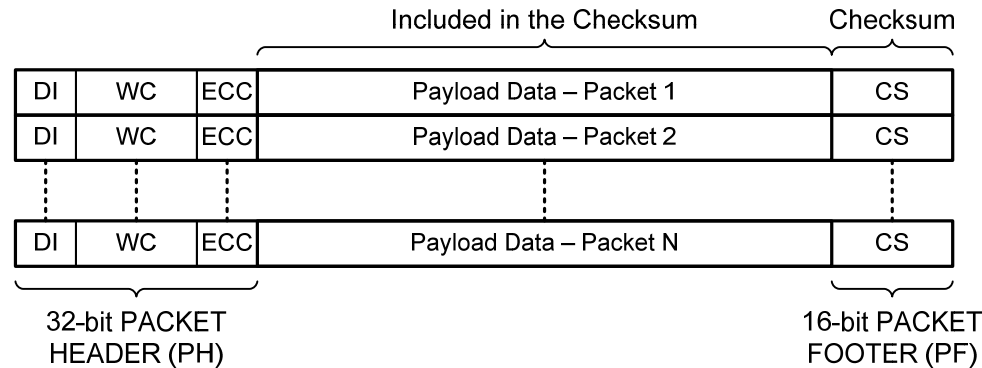 Included in the Checksum Checksum
DI WC ECC Payload Data – Packet 1 CS
DI WC ECC Payload Data – Packet 2 CS
DI WC ECC Payload Data – Packet N CS
32-bit PACKET
HEADER (PH)
16-bit PACKET
FOOTER (PF)